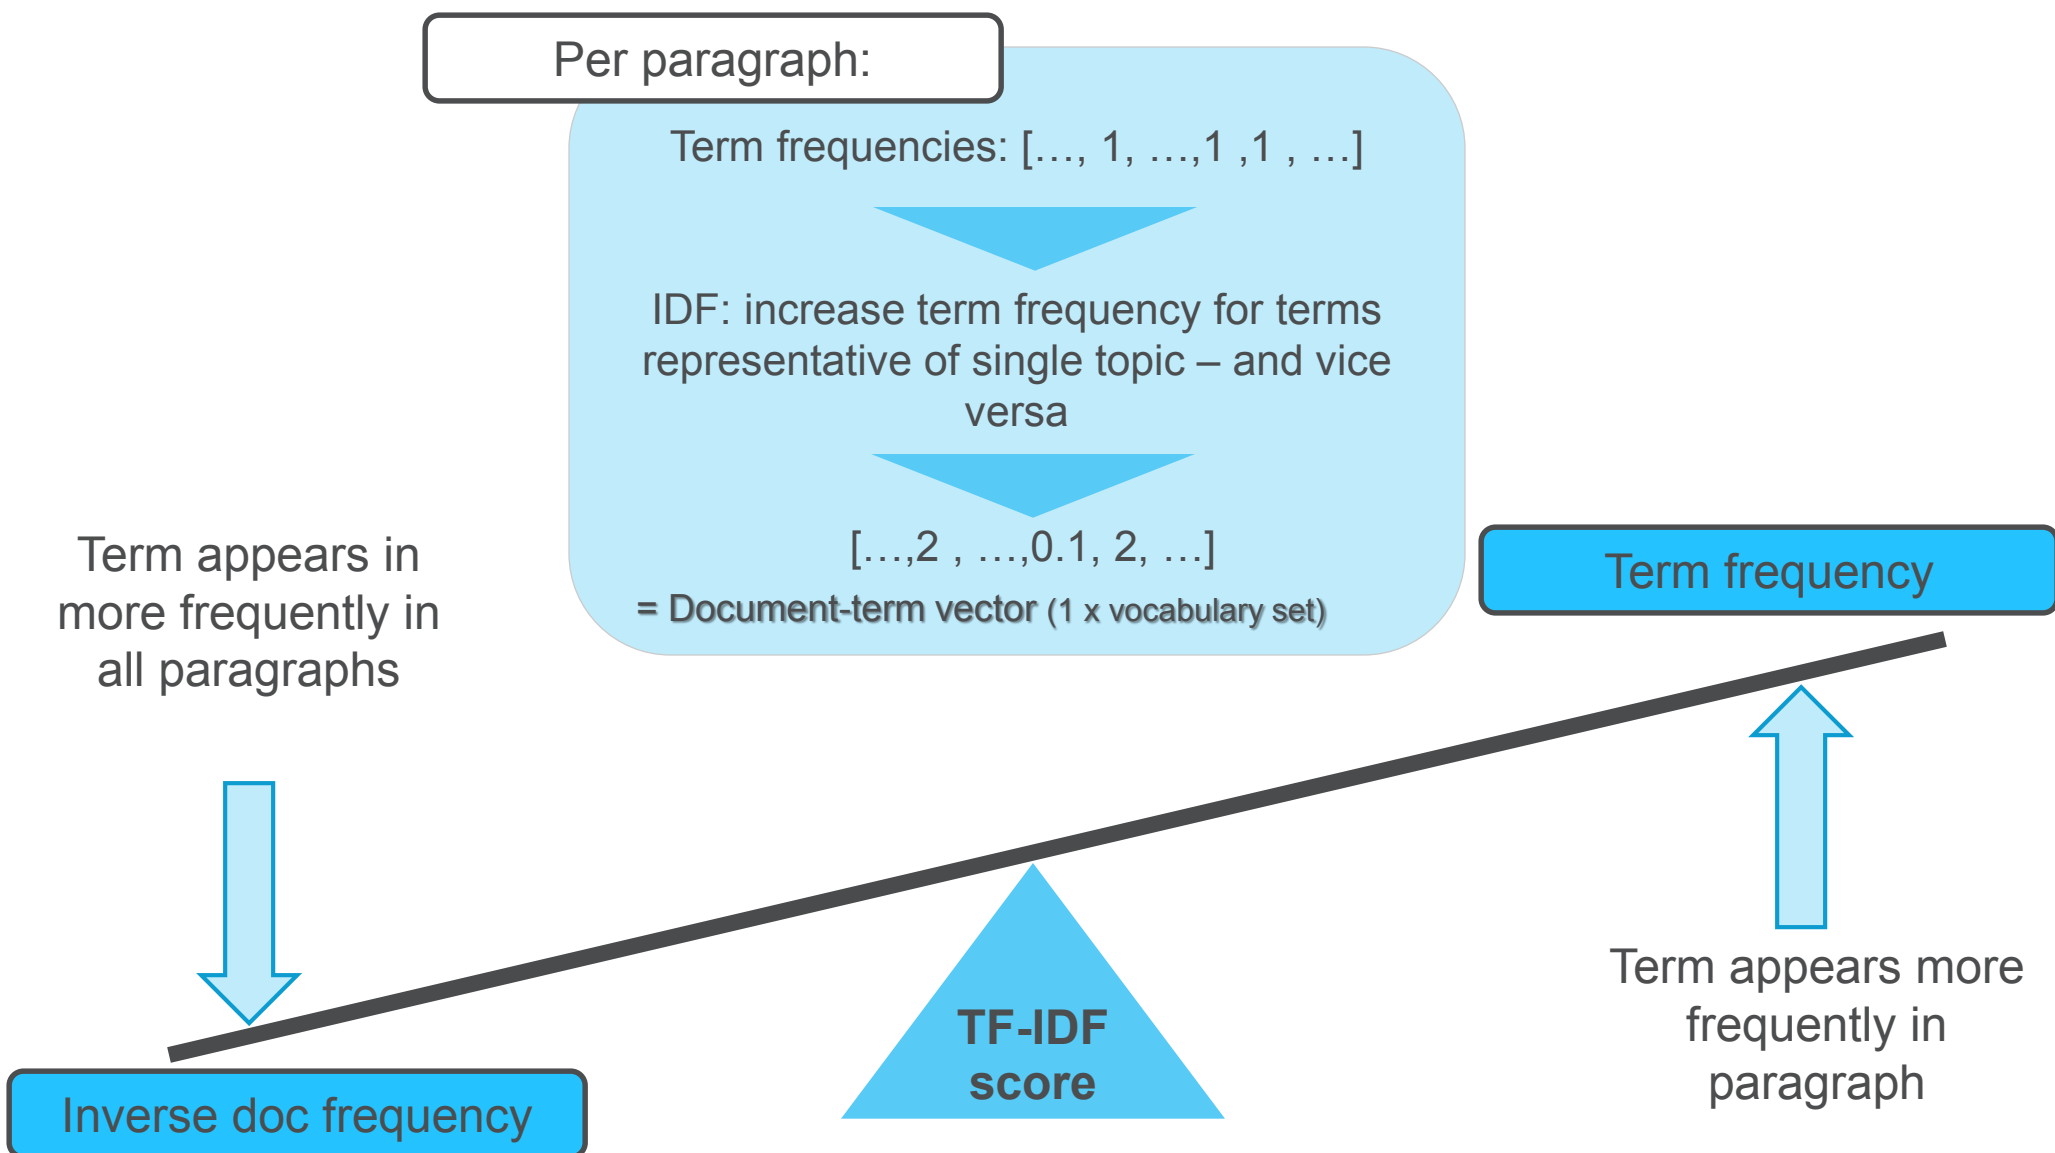 Per paragraph:
Term frequencies: […, 1, …,1 ,1 , …]
IDF: increase term frequency for terms
representative of single topic – and vice
versa
[…,2 , …,0.1, 2, …]
= Document-term vector (1 x vocabulary set)
Term appears in
more frequently in
all paragraphs
Term frequency
Inverse doc frequency
TF-IDF
score
Term appears more
frequently in
paragraph